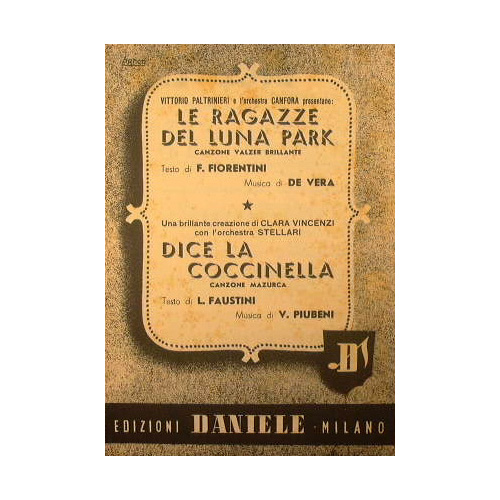 VITTORIO PALTRINIERI e l'orchestra CANFORA presentano:
LE RAGAZZE
DEL LUNA PARK
CANZONE VALZER BRILLANTE
Testo di F. FIORENTINI
Musica di DE VERA
Una brillante creazione di CLARA VINCENZI
con l'orchestra STELLARI
DICE LA
COCCINELLA
CANZONE MAZURCA
Testo di L. FAUSTINI
Musica di V. PIUBENI
D
EDIZIONI DANIELE · MILANO